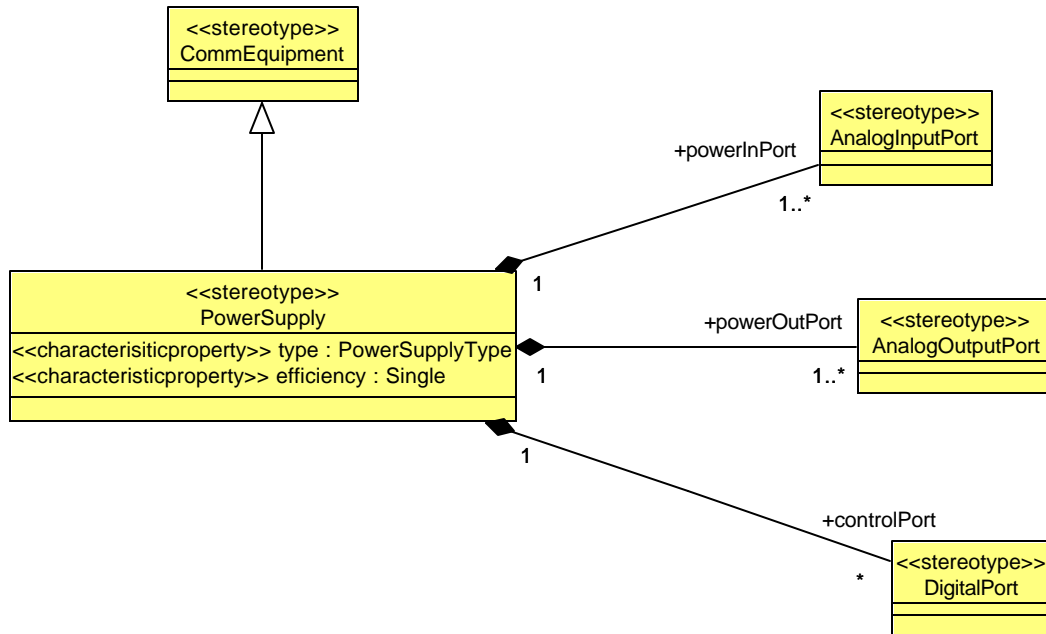 <<stereotype>>
CommEquipment
<<stereotype>>
AnalogInputPort
+powerInPort
1..*
1
<<stereotype>>
PowerSupply
<<characterisiticproperty>> type : PowerSupplyType
<<characteristicproperty>> efficiency : Single
+powerOutPort
1
1..*
<<stereotype>>
AnalogOutputPort
1
+controlPort
*
<<stereotype>>
DigitalPort